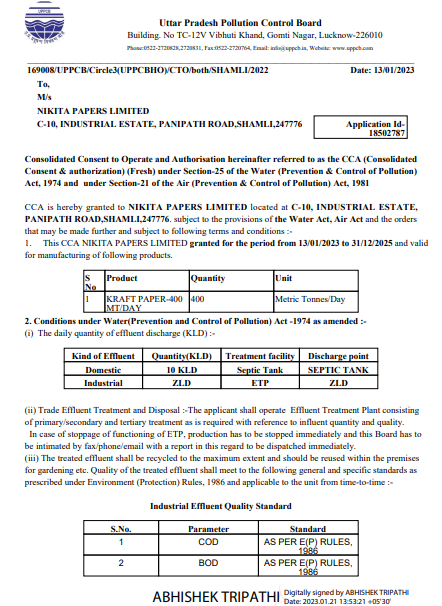 UPPCB
Uttar Pradesh Pollution Control Board
Building. No TC-12V Vibhuti Khand, Gomti Nagar, Lucknow-226010
Phone:0522-2720828,2720831, Fax:0522-2720764, Email: info@uppcb.in, Website: www.uppcb.com
169008/UPPCB/Circle3(UPPCBHO)/CTO/both/SHAMLI/2022 Date: 13/01/2023
To,
M/s
NIKITA PAPERS LIMITED
C-10, INDUSTRIAL ESTATE, PANIPATH ROAD,SHAMLI,247776
Application Id-
18502787
Consolidated Consent to Operate and Authorisation hereinafter referred to as the CCA (Consolidated
Consent & authorization) (Fresh) under Section-25 of the Water (Prevention & Control of Pollution)
Act, 1974 and under Section-21 of the Air (Prevention & Control of Pollution) Act, 1981
CCA is hereby granted to NIKITA PAPERS LIMITED located at C-10, INDUSTRIAL ESTATE,
PANIPATH ROAD,SHAMLI,247776. subject to the provisions of the Water Act, Air Act and the orders
that may be made further and subject to following terms and conditions :-
1. This CCA NIKITA PAPERS LIMITED granted for the period from 13/01/2023 to 31/12/2025 and valid
for manufacturing of following products.
S No Product Quantity Unit
1 KRAFT PAPER-400 MT/DAY 400 Metric Tonnes/Day
2. Conditions under Water(Prevention and Control of Pollution) Act -1974 as amended :-
(i) The daily quantity of effluent discharge (KLD) :-
Kind of Effluent Quantity(KLD) Treatment facility Discharge point
Domestic 10 KLD Septic Tank SEPTIC TANK
Industrial ZLD ETP ZLD
(ii) Trade Effluent Treatment and Disposal :-The applicant shall operate Effluent Treatment Plant consisting
of primary/secondary and tertiary treatment as is required with reference to influent quantity and quality.
In case of stoppage of functioning of ETP, production has to be stopped immediately and this Board has to
be intimated by fax/phone/email with a report in this regard to be dispatched immediately.
(iii) The treated effluent shall be recycled to the maximum extent and should be reused within the premises
for gardening etc. Quality of the treated effluent shall meet to the following general and specific standards as
prescribed under Environment (Protection) Rules, 1986 and applicable to the unit from time-to-time :-
Industrial Effluent Quality Standard
S.No. Parameter Standard
1 COD AS PER E(P) RULES, 1986
2 BOD AS PER E(P) RULES, 1986
ABHISHEK TRIPATHI
Digitally signed by ABHISHEK TRIPATHI
Date: 2023.01.21 13:53:21 +05'30'